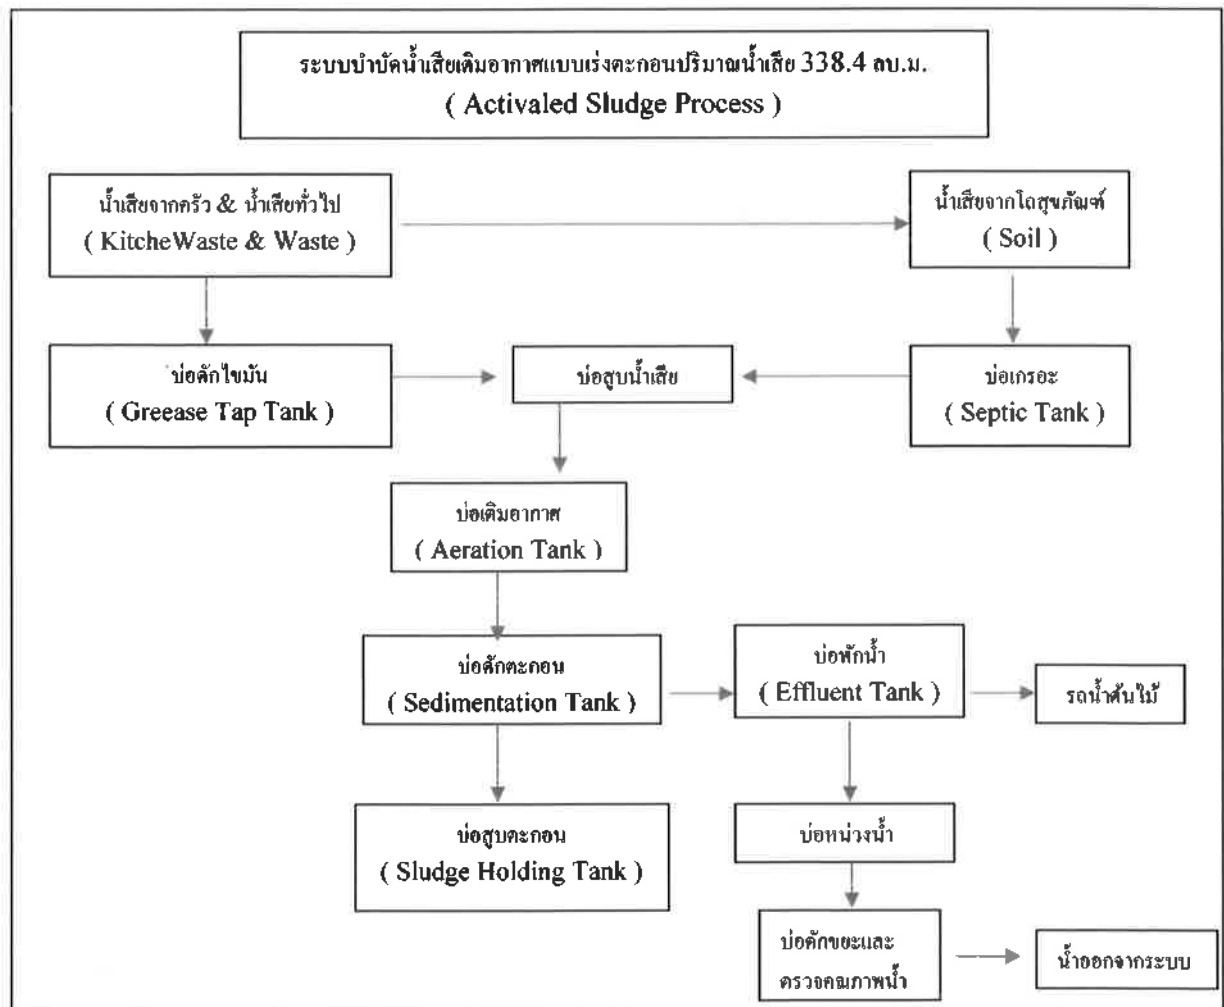 ระบบบำบัดน้ำเสียเติมอากาศแบบเร่งตะกอนปริมาณน้ำเสีย 338.4 ลบ.ม.
( Activaled Sludge Process )
น้ำเสียจากครัว & น้ำเสียทั่วไป
( KitcheWaste & Waste )
น้ำเสียจากโถสุขภัณฑ์
( Soil )
บ่อดักไขมัน
( Greease Tap Tank )
บ่อสูบน้ำเสีย
บ่อเกรอะ
( Septic Tank )
บ่อเติมอากาศ
( Aeration Tank )
บ่อดักตะกอน
( Sedimentation Tank )
บ่อพักน้ำ
( Effluent Tank )
รดน้ำต้นไม้
บ่อสูบตะกอน
( Sludge Holding Tank )
บ่อหน่วงน้ำ
บ่อดักขยะและ
ตรวจคุณภาพน้ำ
น้ำออกจากระบบ